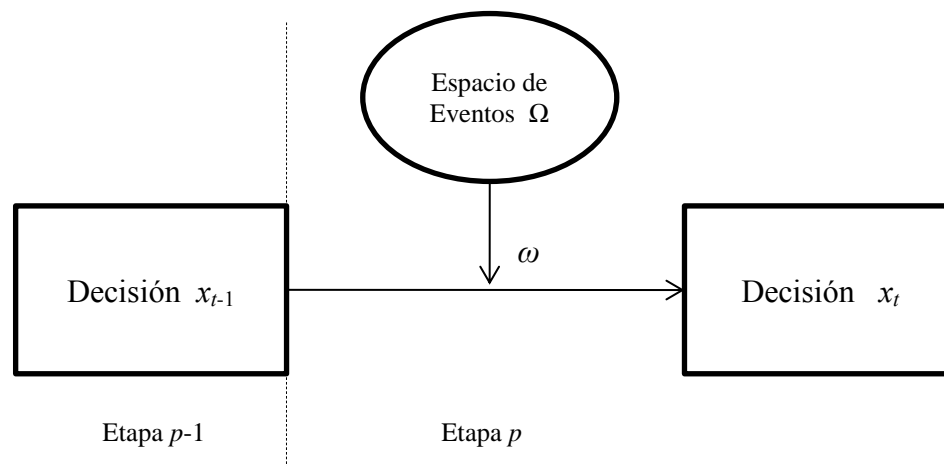 Espacio de
Eventos Ω
ω
Decisión x_{t-1}
Decisión x_t
Etapa p-1
Etapa p